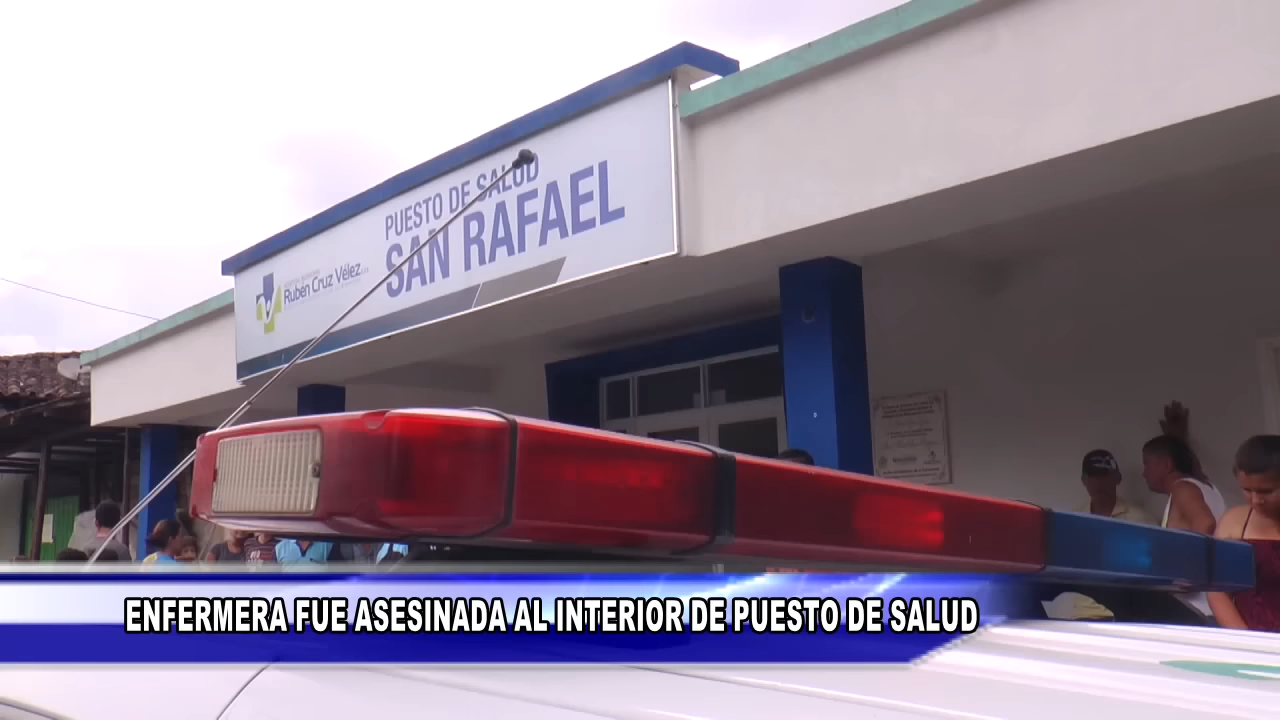 PUESTO DE SALUD
SAN RAFAEL
Rubén Cruz Vélez
ENFERMERA FUE ASESINADA AL INTERIOR DE PUESTO DE SALUD